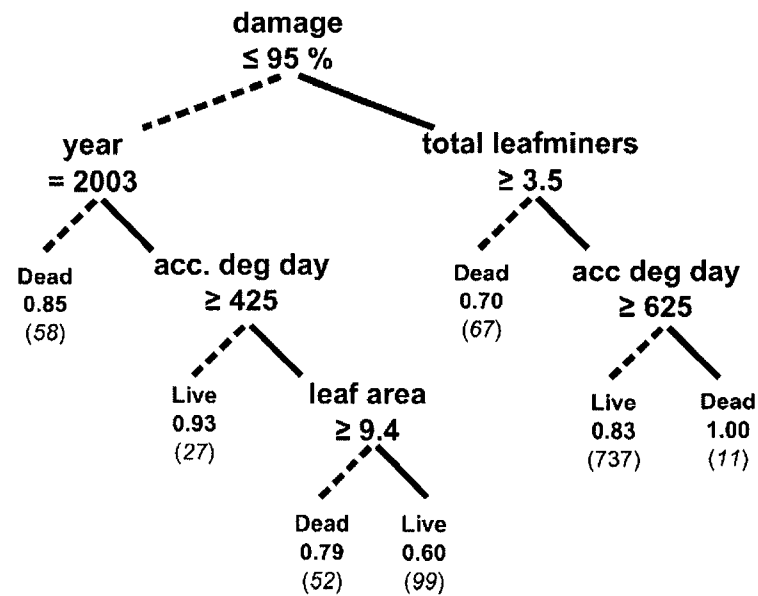 damage
≤ 95 %
year
= 2003
total leafminers
≥ 3.5
Dead
0.85
(58)
acc. deg day
≥ 425
Dead
0.70
(67)
acc deg day
≥ 625
Live
0.93
(27)
leaf area
≥ 9.4
Live
0.83
(737)
Dead
1.00
(11)
Dead
0.79
(52)
Live
0.60
(99)